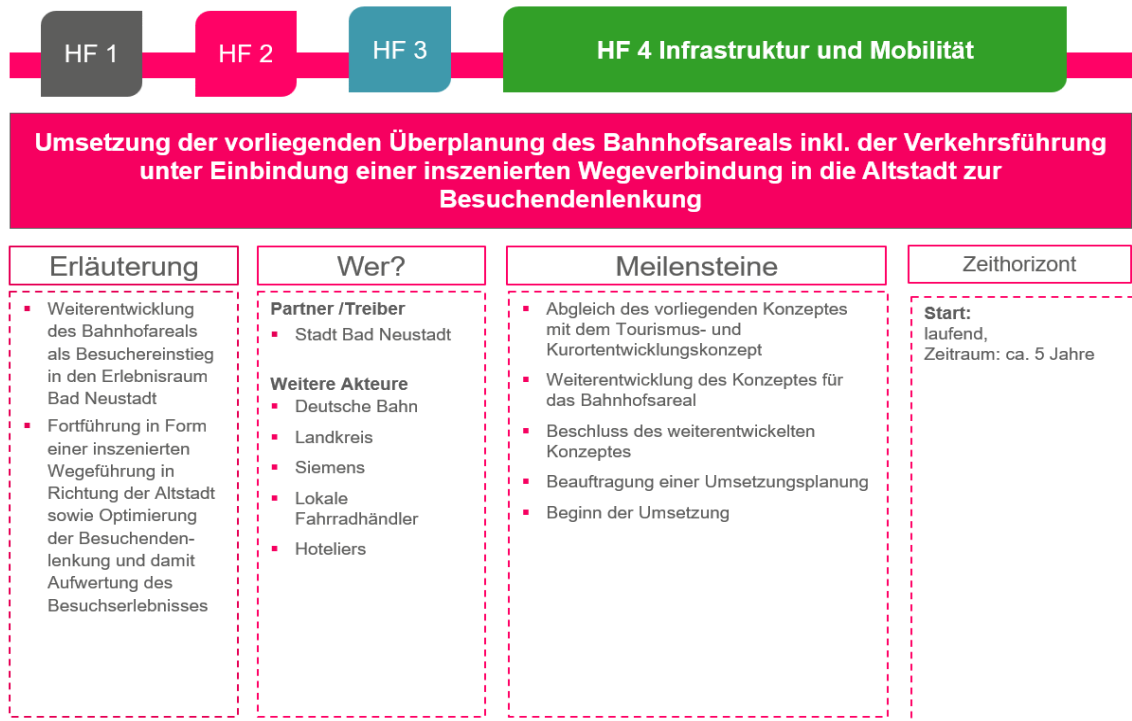 HF 1
HF 2
HF 3
HF 4 Infrastruktur und Mobilität
Umsetzung der vorliegenden Überplanung des Bahnhofsareals inkl. der Verkehrsführung
unter Einbindung einer inszenierten Wegeverbindung in die Altstadt zur
Besuchendenlenkung
Erläuterung
▪ Weiterentwicklung
des Bahnhofareals
als Besuchereinstieg
in den Erlebnisraum
Bad Neustadt
▪ Fortführung in Form
einer inszenierten
Wegeführung in
Richtung der Altstadt
sowie Optimierung
der Besuchenden-
lenkung und damit
Aufwertung des
Besuchserlebnisses
Wer?
Partner /Treiber
▪ Stadt Bad Neustadt
Weitere Akteure
▪ Deutsche Bahn
▪ Landkreis
▪ Siemens
▪ Lokale
Fahrradhändler
▪ Hoteliers
Meilensteine
▪ Abgleich des vorliegenden Konzeptes
mit dem Tourismus- und
Kurortentwicklungskonzept
▪ Weiterentwicklung des Konzeptes für
das Bahnhofsareal
▪ Beschluss des weiterentwickelten
Konzeptes
▪ Beauftragung einer Umsetzungsplanung
▪ Beginn der Umsetzung
Zeithorizont
Start:
laufend,
Zeitraum: ca. 5 Jahre